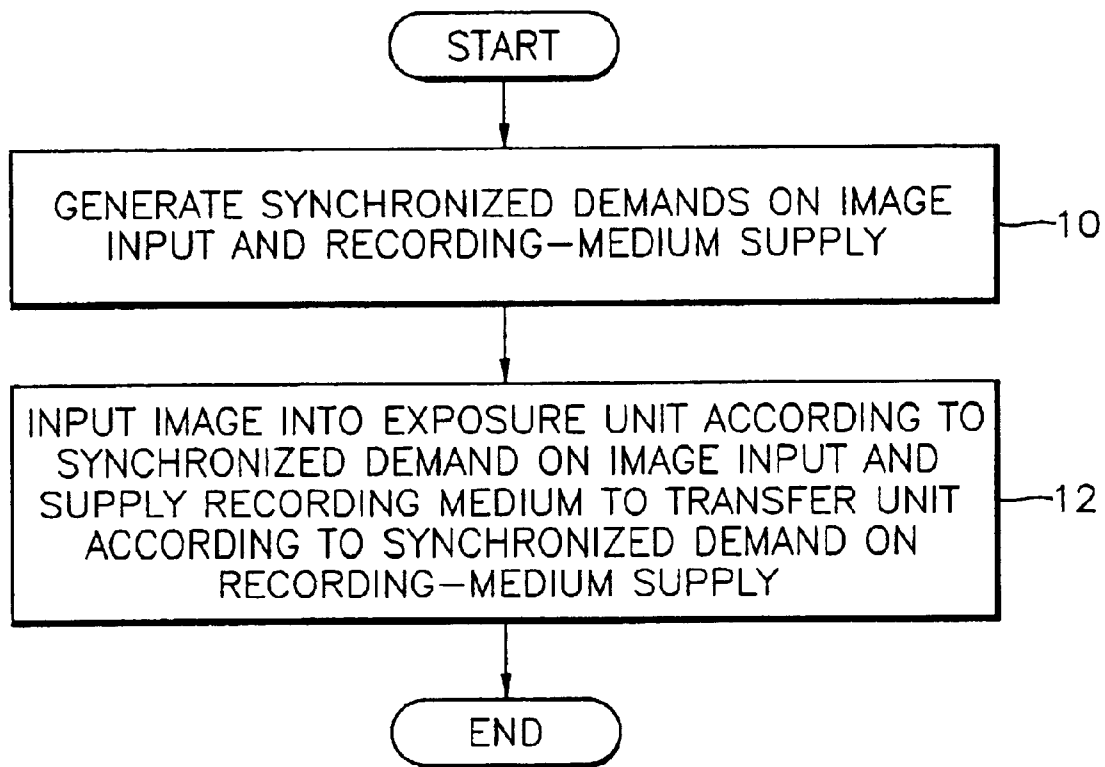 START
GENERATE SYNCHRONIZED DEMANDS ON IMAGE
INPUT AND RECORDING-MEDIUM SUPPLY
10
INPUT IMAGE INTO EXPOSURE UNIT ACCORDING TO
SYNCHRONIZED DEMAND ON IMAGE INPUT AND
SUPPLY RECORDING MEDIUM TO TRANSFER UNIT
ACCORDING TO SYNCHRONIZED DEMAND ON
RECORDING-MEDIUM SUPPLY
12
END